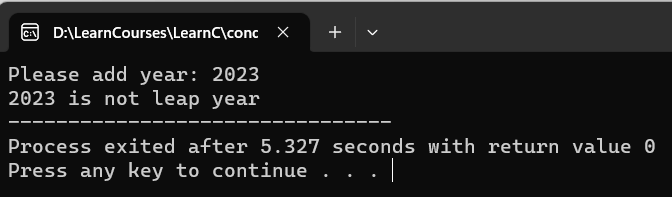 D:\LearnCourses\LearnC\conc
Please add year: 2023
2023 is not leap year
--------------------------------
Process exited after 5.327 seconds with return value 0
Press any key to continue . . .